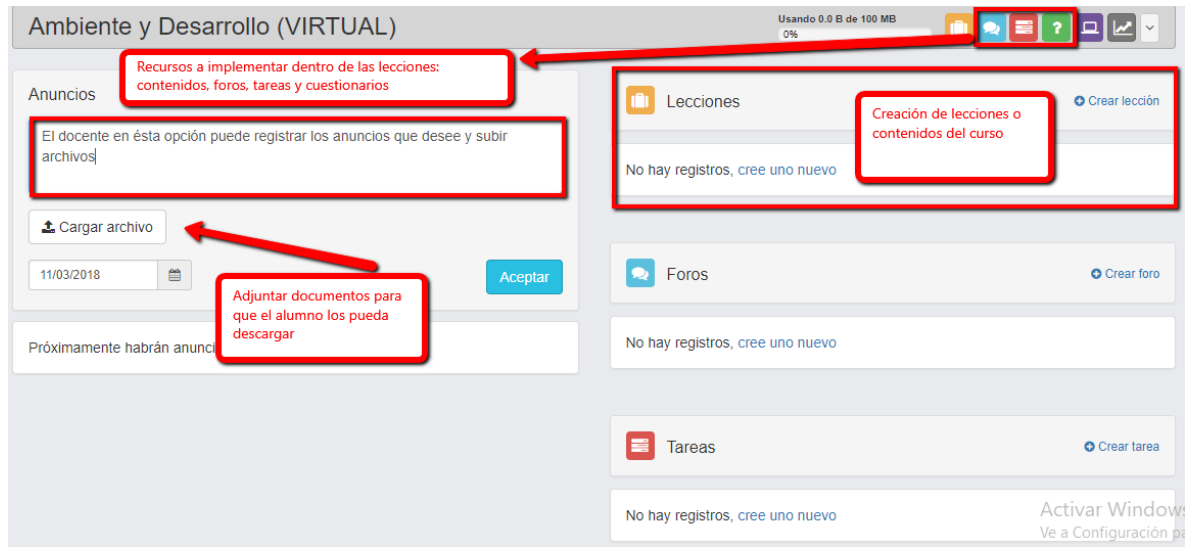 Ambiente y Desarrollo (VIRTUAL)
Usando 0.0 B de 100 MB
0%
?
Recursos a implementar dentro de las lecciones:
contenidos, foros, tareas y cuestionarios
Anuncios
El docente en ésta opción puede registrar los anuncios que desee y subir
archivos
Cargar archivo
11/03/2018
Aceptar
Adjuntar documentos para
que el alumno los pueda
descargar
Próximamente habrán
Lecciones
Crear lección
Creación de lecciones o
contenidos del curso
No hay registros, cree uno nuevo
Foros
Crear foro
No hay registros, cree uno nuevo
Tareas
Crear tarea
No hay registros, cree uno nuevo
Activar Windows
Ve a Configuración